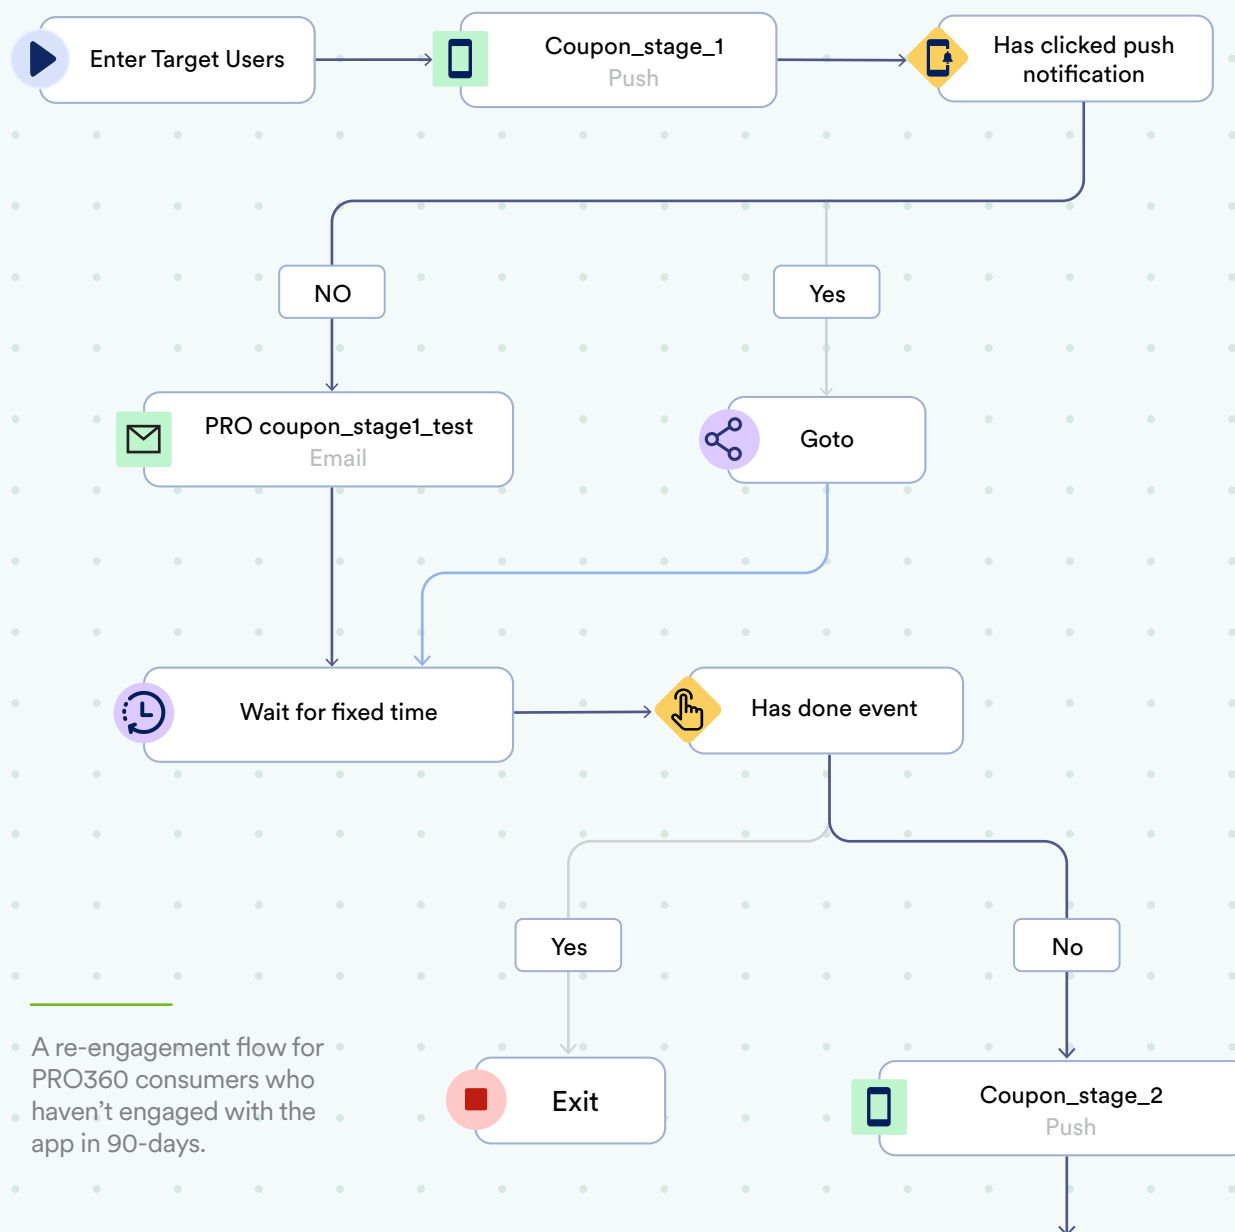 Enter Target Users
Coupon_stage_1
Push
Has clicked push
notification
NO
Yes
PRO coupon_stage1_test
Email
Goto
Wait for fixed time
Has done event
Yes
No
A re-engagement flow for
PRO360 consumers who
haven’t engaged with the
app in 90-days.
Exit
Coupon_stage_2
Push